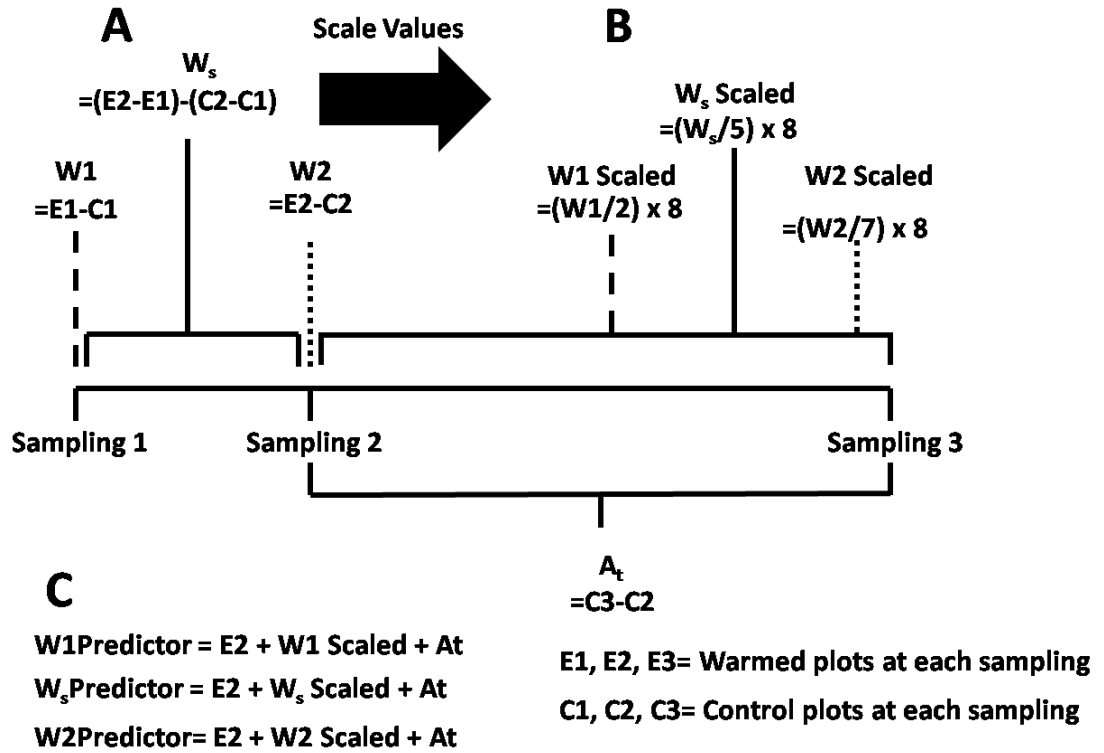 A
Scale Values
B
Ws
=(E2-E1)-(C2-C1)
Ws Scaled
=(Ws/5) x 8
W1
=E1-C1
W2
=E2-C2
W1 Scaled
=(W1/2) x 8
W2 Scaled
=(W2/7) x 8
Sampling 1
Sampling 2
Sampling 3
At
=C3-C2
C
W1Predictor = E2 + W1 Scaled + At
WsPredictor = E2 + Ws Scaled + At
W2Predictor= E2 + W2 Scaled + At
E1, E2, E3= Warmed plots at each sampling
C1, C2, C3= Control plots at each sampling